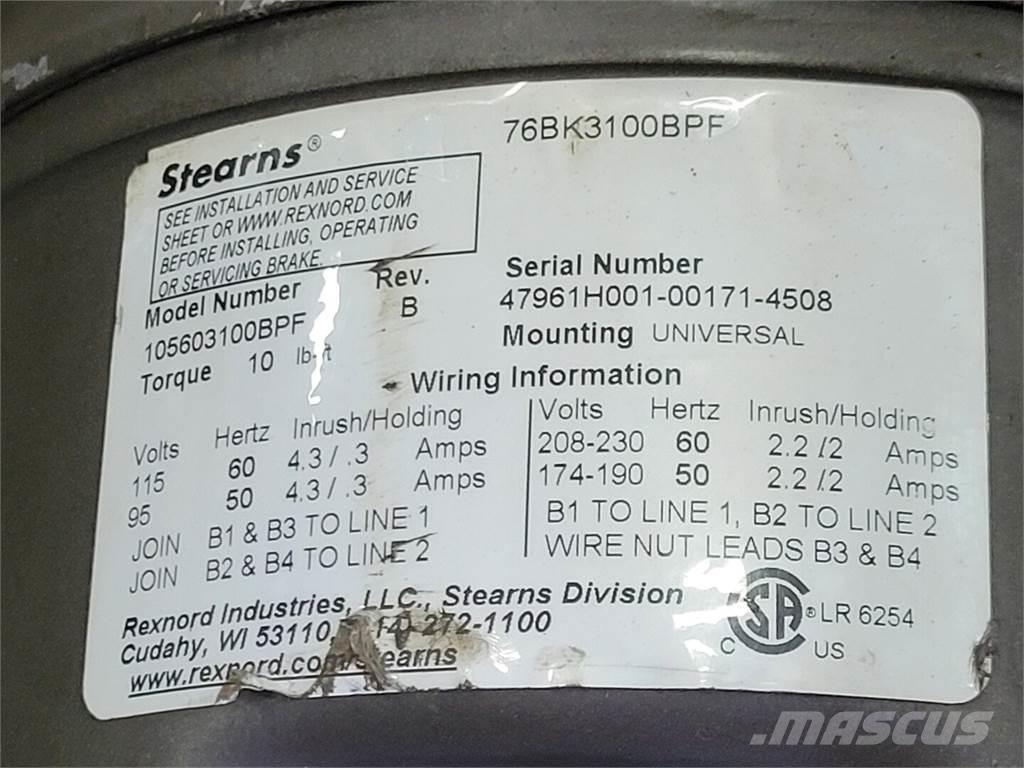 76BK3100BPF
Stearns®
SEE INSTALLATION AND SERVICE
SHEET OR WWW.REXNORD.COM
BEFORE INSTALLING, OPERATING
OR SERVICING BRAKE.
Model Number Rev.
105603100BPF B
Torque 10 lb-ft
Serial Number
47961H001-00171-4508
Mounting UNIVERSAL
Wiring Information
Volts Hertz Inrush/Holding
115 60 4.3 / .3 Amps
95 50 4.3 / .3 Amps
JOIN B1 & B3 TO LINE 1
JOIN B2 & B4 TO LINE 2
Volts Hertz Inrush/Holding
208-230 60 2.2 /.2 Amps
174-190 50 2.2 /.2 Amps
B1 TO LINE 1, B2 TO LINE 2
WIRE NUT LEADS B3 & B4
Rexnord Industries, LLC., Stearns Division
Cudahy, WI 53110, 272-1100
www.rexnord.com/stearns
SA ® LR 6254
C US
MASCUS